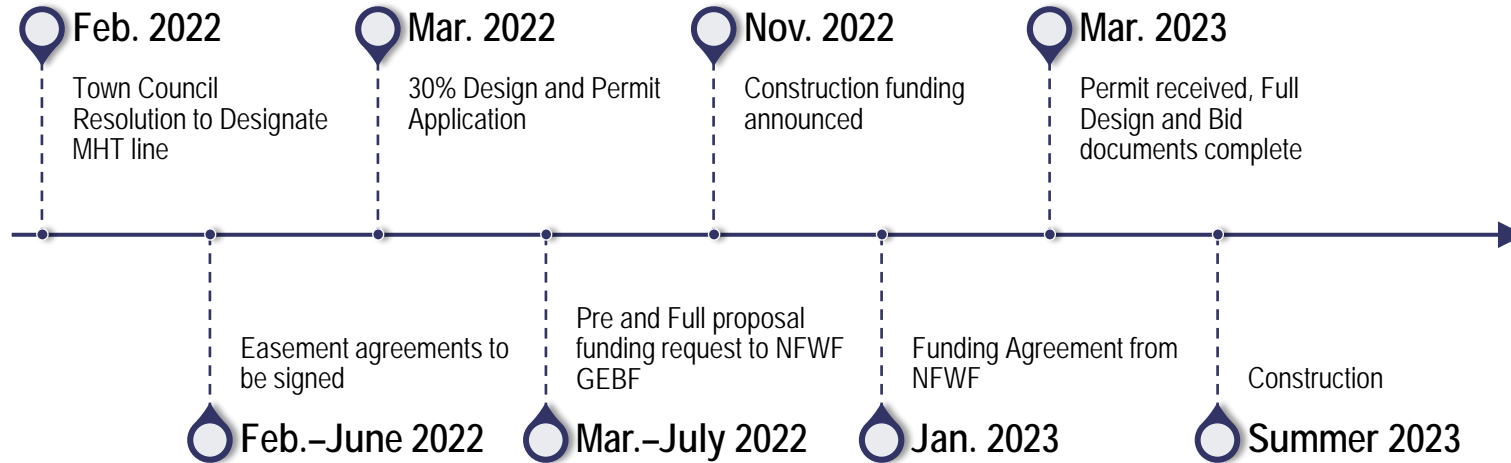 Feb. 2022
Town Council
Resolution to Designate
MHT line
Mar. 2022
30% Design and Permit
Application
Nov. 2022
Construction funding
announced
Mar. 2023
Permit received, Full
Design and Bid
documents complete
Easement agreements to
be signed
Feb.–June 2022
Pre and Full proposal
funding request to NFWF
GEBF
Mar.–July 2022
Funding Agreement from
NFWF
Jan. 2023
Construction
Summer 2023